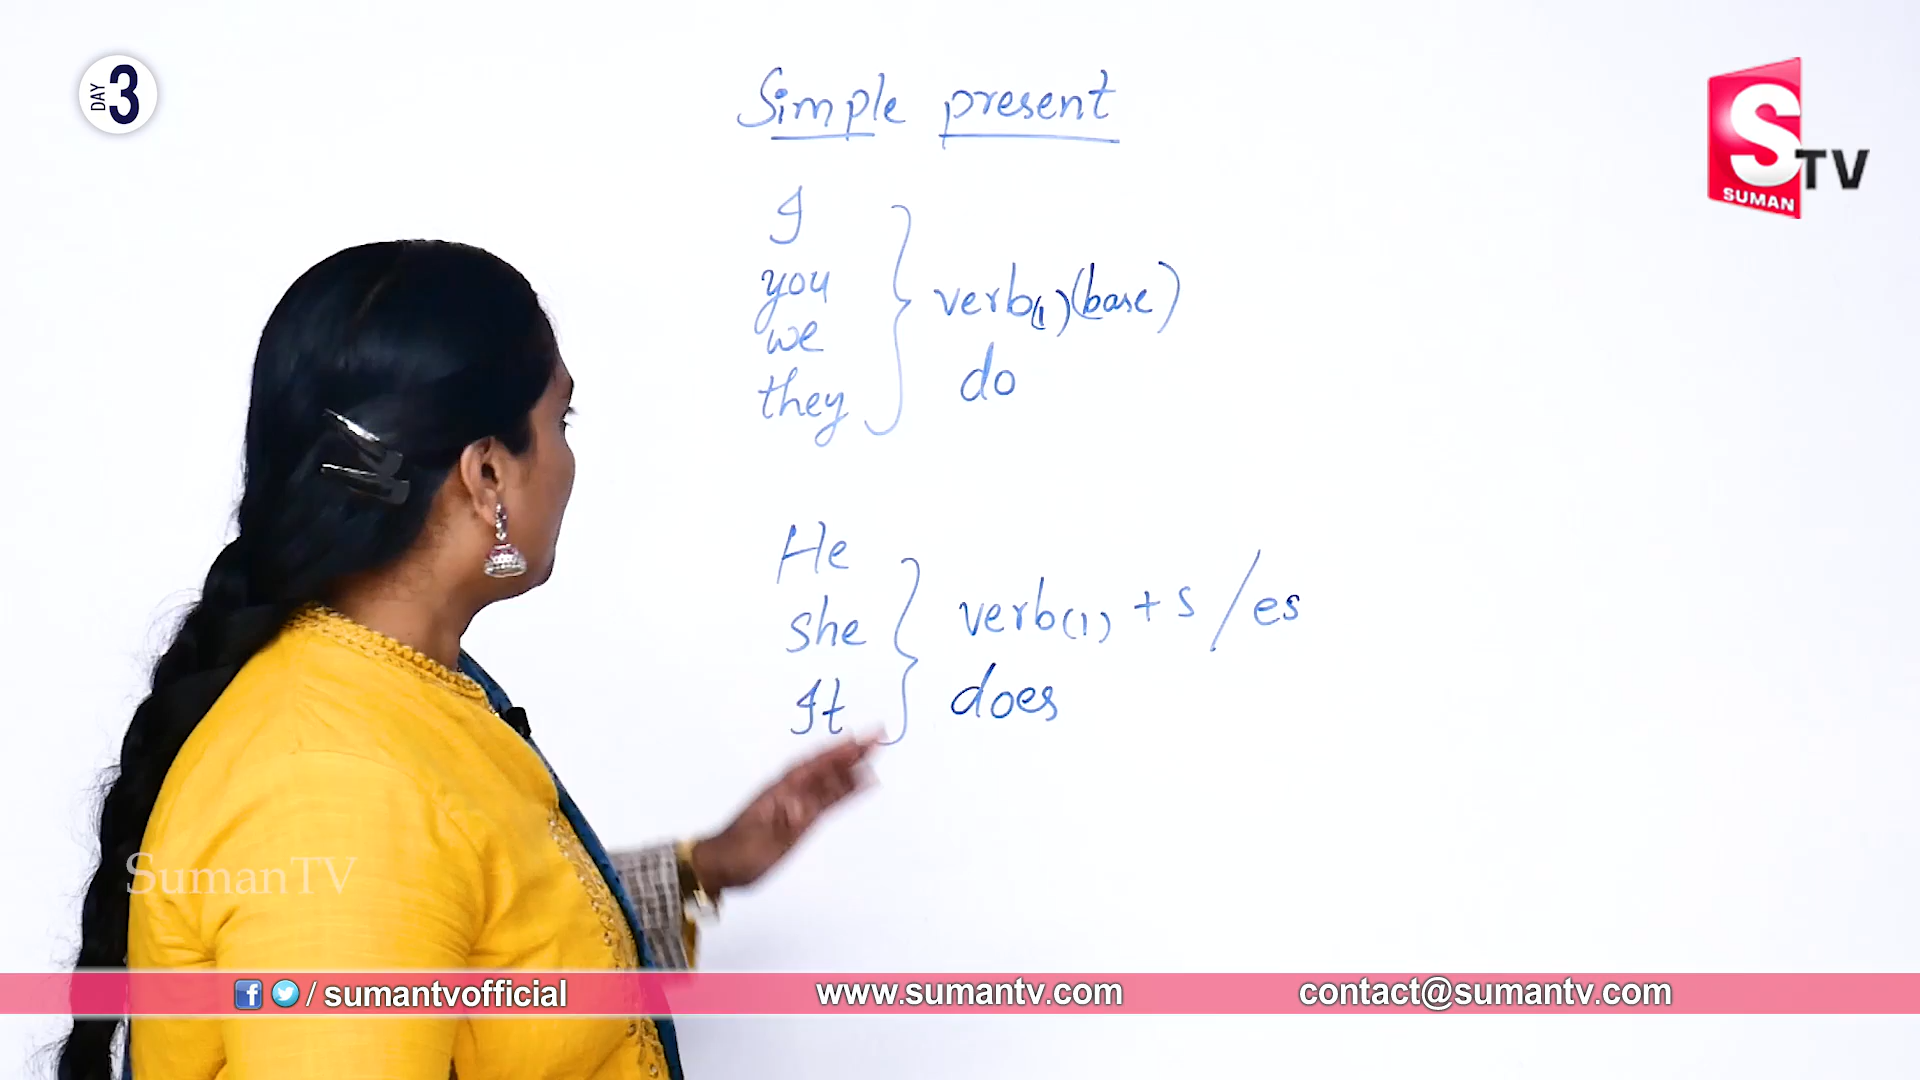 DAY 3
Simple present
S TV
SUMAN
I
you
we
they
verb(1)(base)
do
He
she
It
verb(1) + s /es
does
SumanTV
/ sumantvofficial
www.sumantv.com
contact@sumantv.com